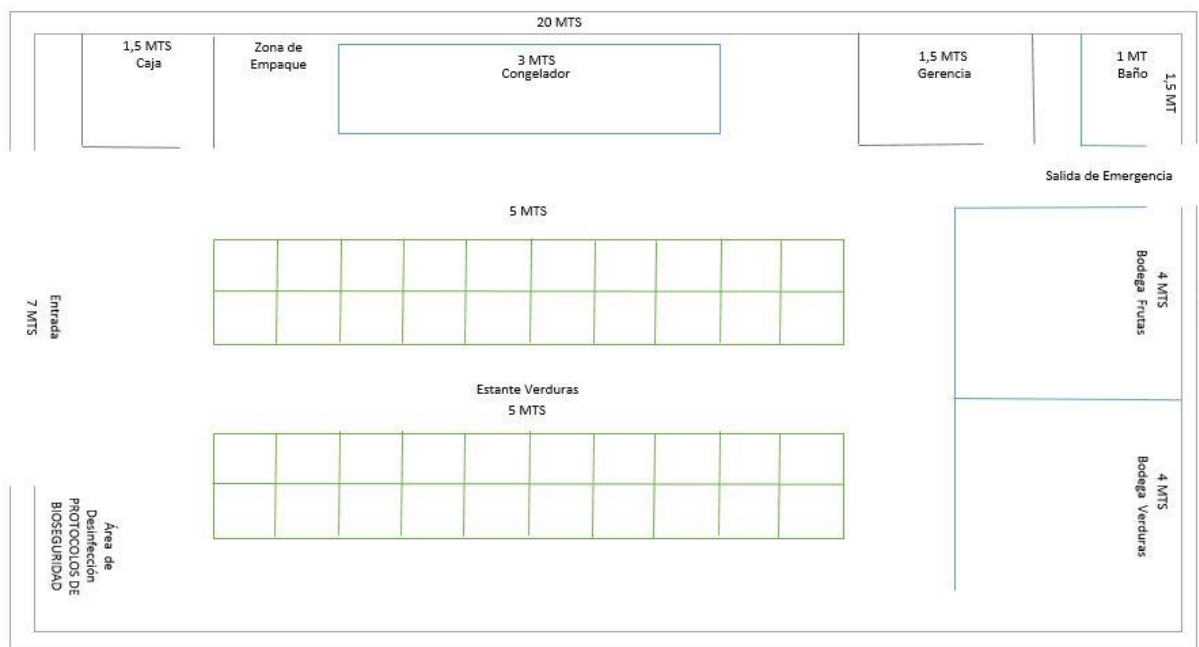 20 MTS
1,5 MTS
Caja
Zona de
Empaque
3 MTS
Congelador
1,5 MTS
Gerencia
1 MT
Baño
1,5 MT
Salida de Emergencia
5 MTS
Entrada
7 MTS
4 MTS
Bodega Frutas
Estante Verduras
5 MTS
4 MTS
Bodega Verduras
Área de
Desinfección
PROTOCOLOS DE
BIOSEGURIDAD